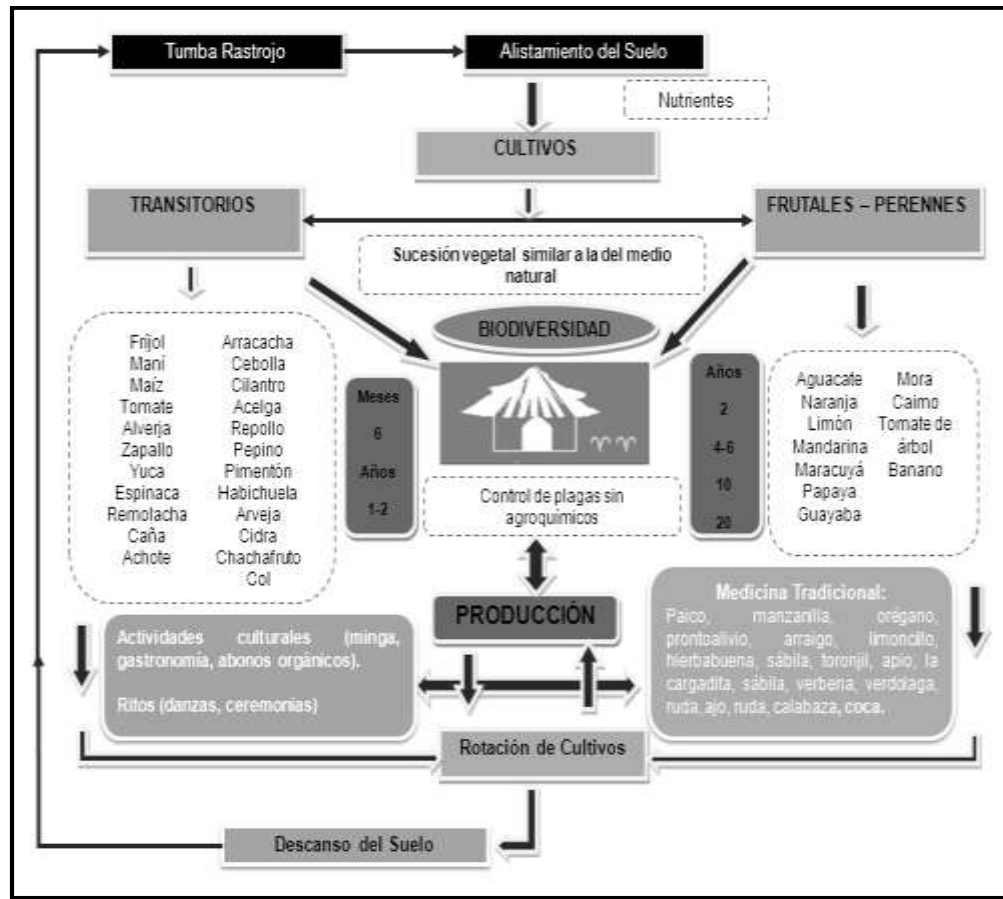 Tumba Rastrojo
Alistamiento del Suelo
Nutrientes
CULTIVOS
TRANSITORIOS
FRUTALES – PERENNES
Sucesión vegetal similar a la del medio
natural
BIODIVERSIDAD
Frijol
Maní
Maíz
Tomate
Alverja
Zapallo
Yuca
Espinaca
Remolacha
Caña
Achote
Arracacha
Cebolla
Cilantro
Acelga
Repollo
Pepino
Pimentón
Habichuela
Arveja
Cidra
Chachafruto
Col
Meses
6
Años
1-2
Años
2
4-6
10
20
Aguacate
Naranja
Limón
Mandarina
Maracuyá
Papaya
Guayaba
Mora
Caimo
Tomate de
árbol
Banano
Control de plagas sin
agroquímicos
PRODUCCIÓN
Actividades culturales (minga,
gastronomía, abonos orgánicos).
Ritos (danzas, ceremonias)
Medicina Tradicional:
Paico, manzanilla, orégano,
prontoalivio, arraigo, limoncillo,
hierbabuena, sábila, toronjil, apio, la
cargadita, sábila, verbena, verdolaga,
ruda, ajo, ruda, calabaza, coca.
Rotación de Cultivos
Descanso del Suelo